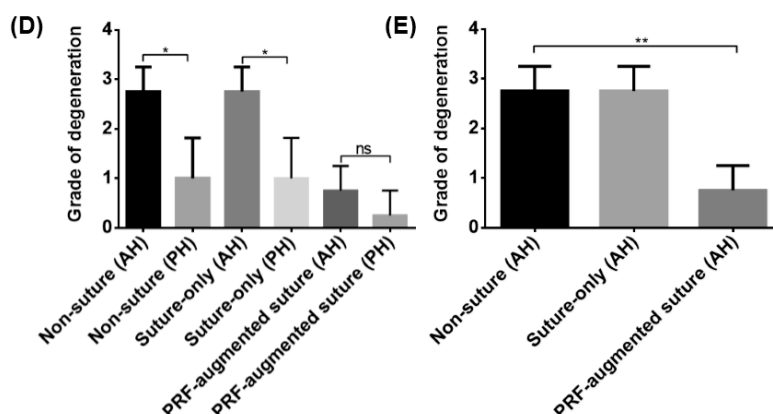 (D)
Grade of degeneration
4
3
2
1
0
*
*
ns
Non-suture (AH)
Non-suture (PH)
Suture-only (AH)
Suture-only (PH)
PRF-augmented suture (AH)
PRF-augmented suture (PH)
(E)
Grade of degeneration
4
3
2
1
0
**
Non-suture (AH)
Suture-only (AH)
PRF-augmented suture (AH)